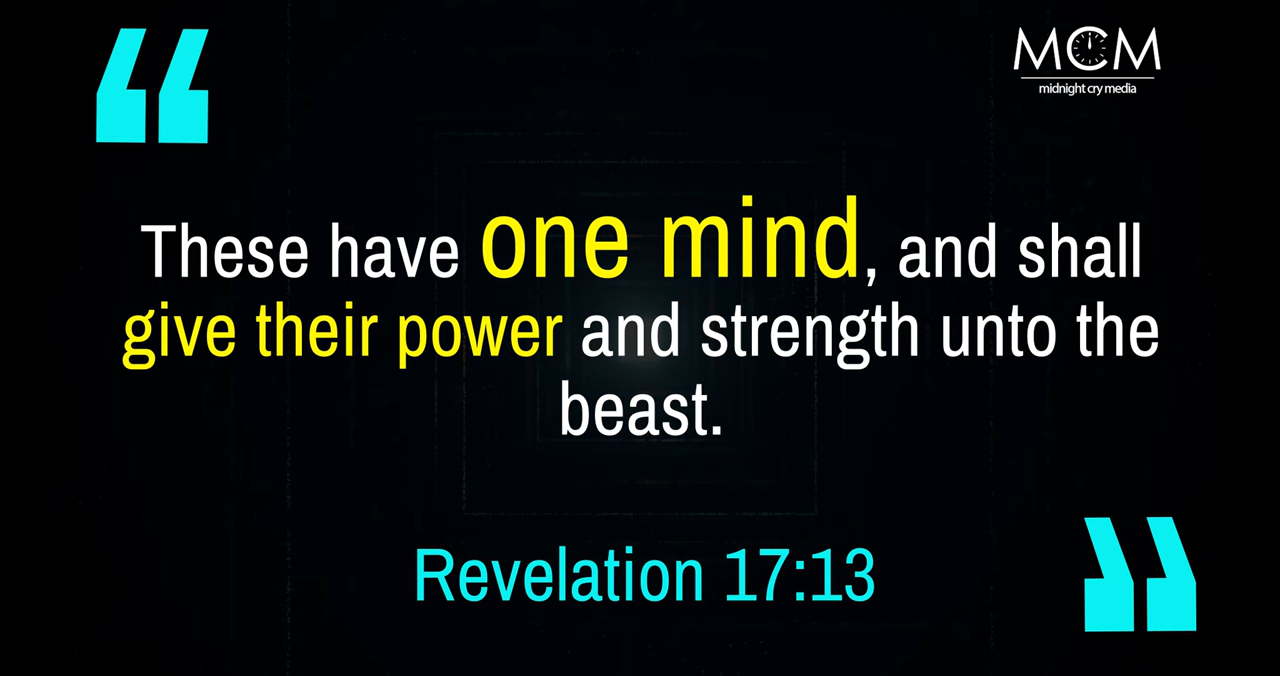 MCM
midnight cry media
“
These have one mind, and shall
give their power and strength unto the
beast.
Revelation 17:13
”